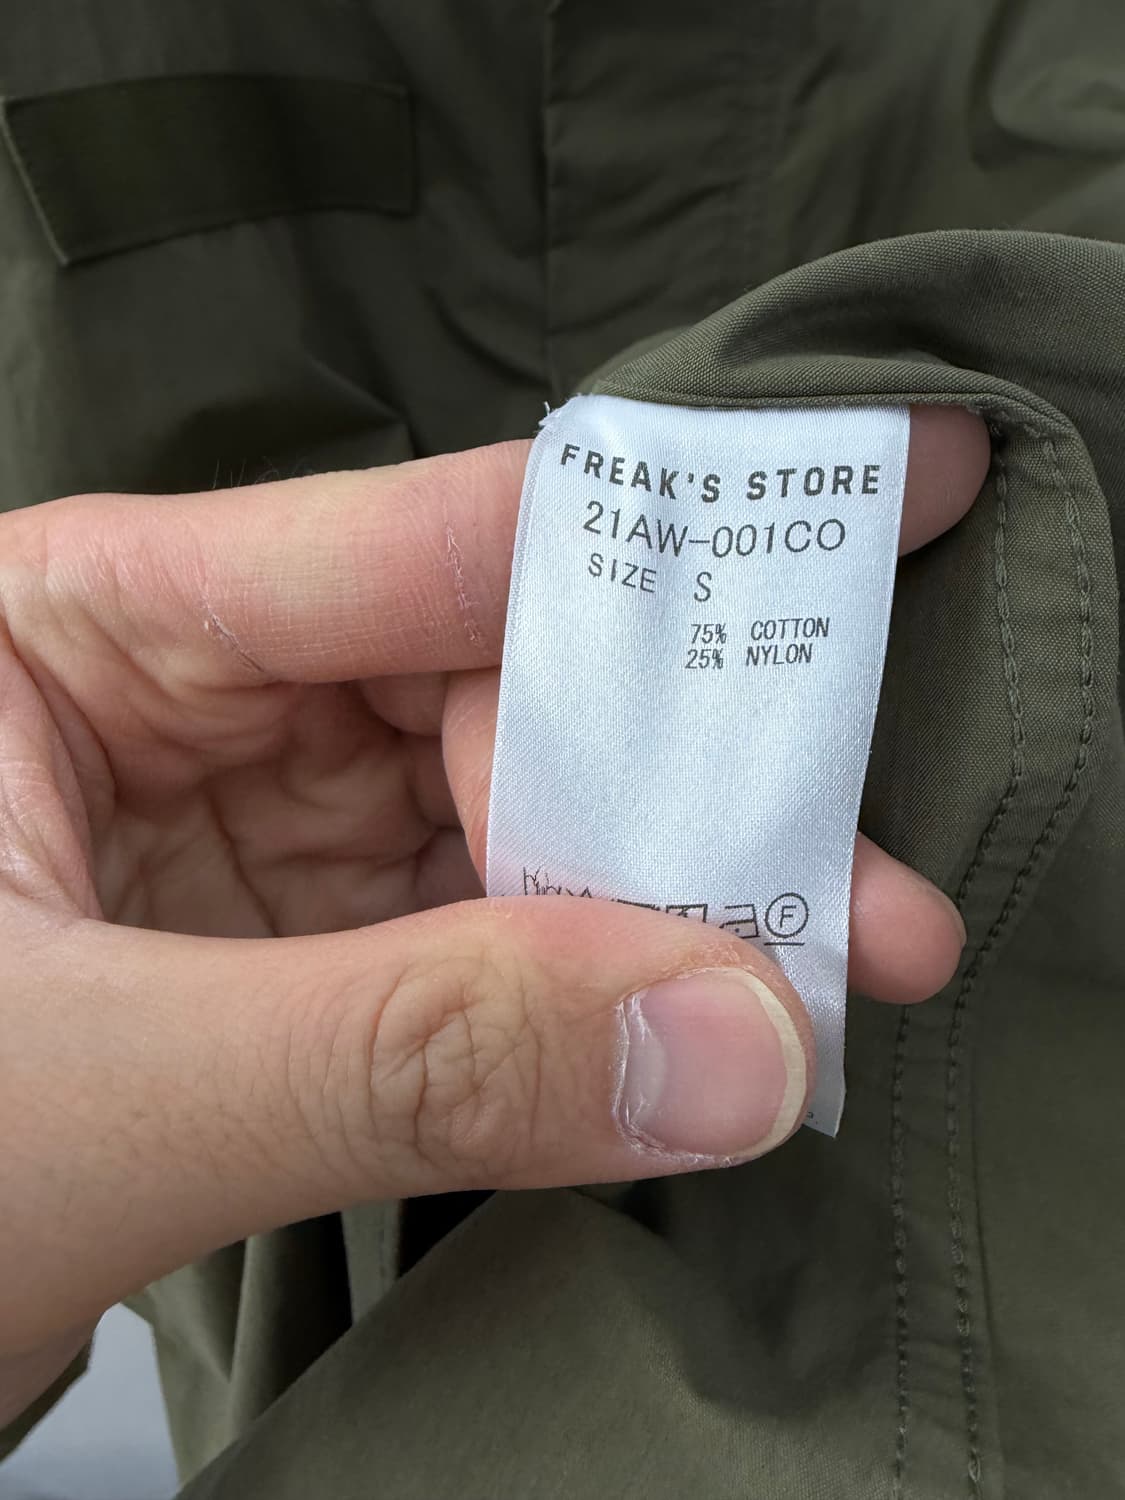 FREAK'S STORE
21AW-001CO
SIZE S
75% COTTON
25% NYLON
F